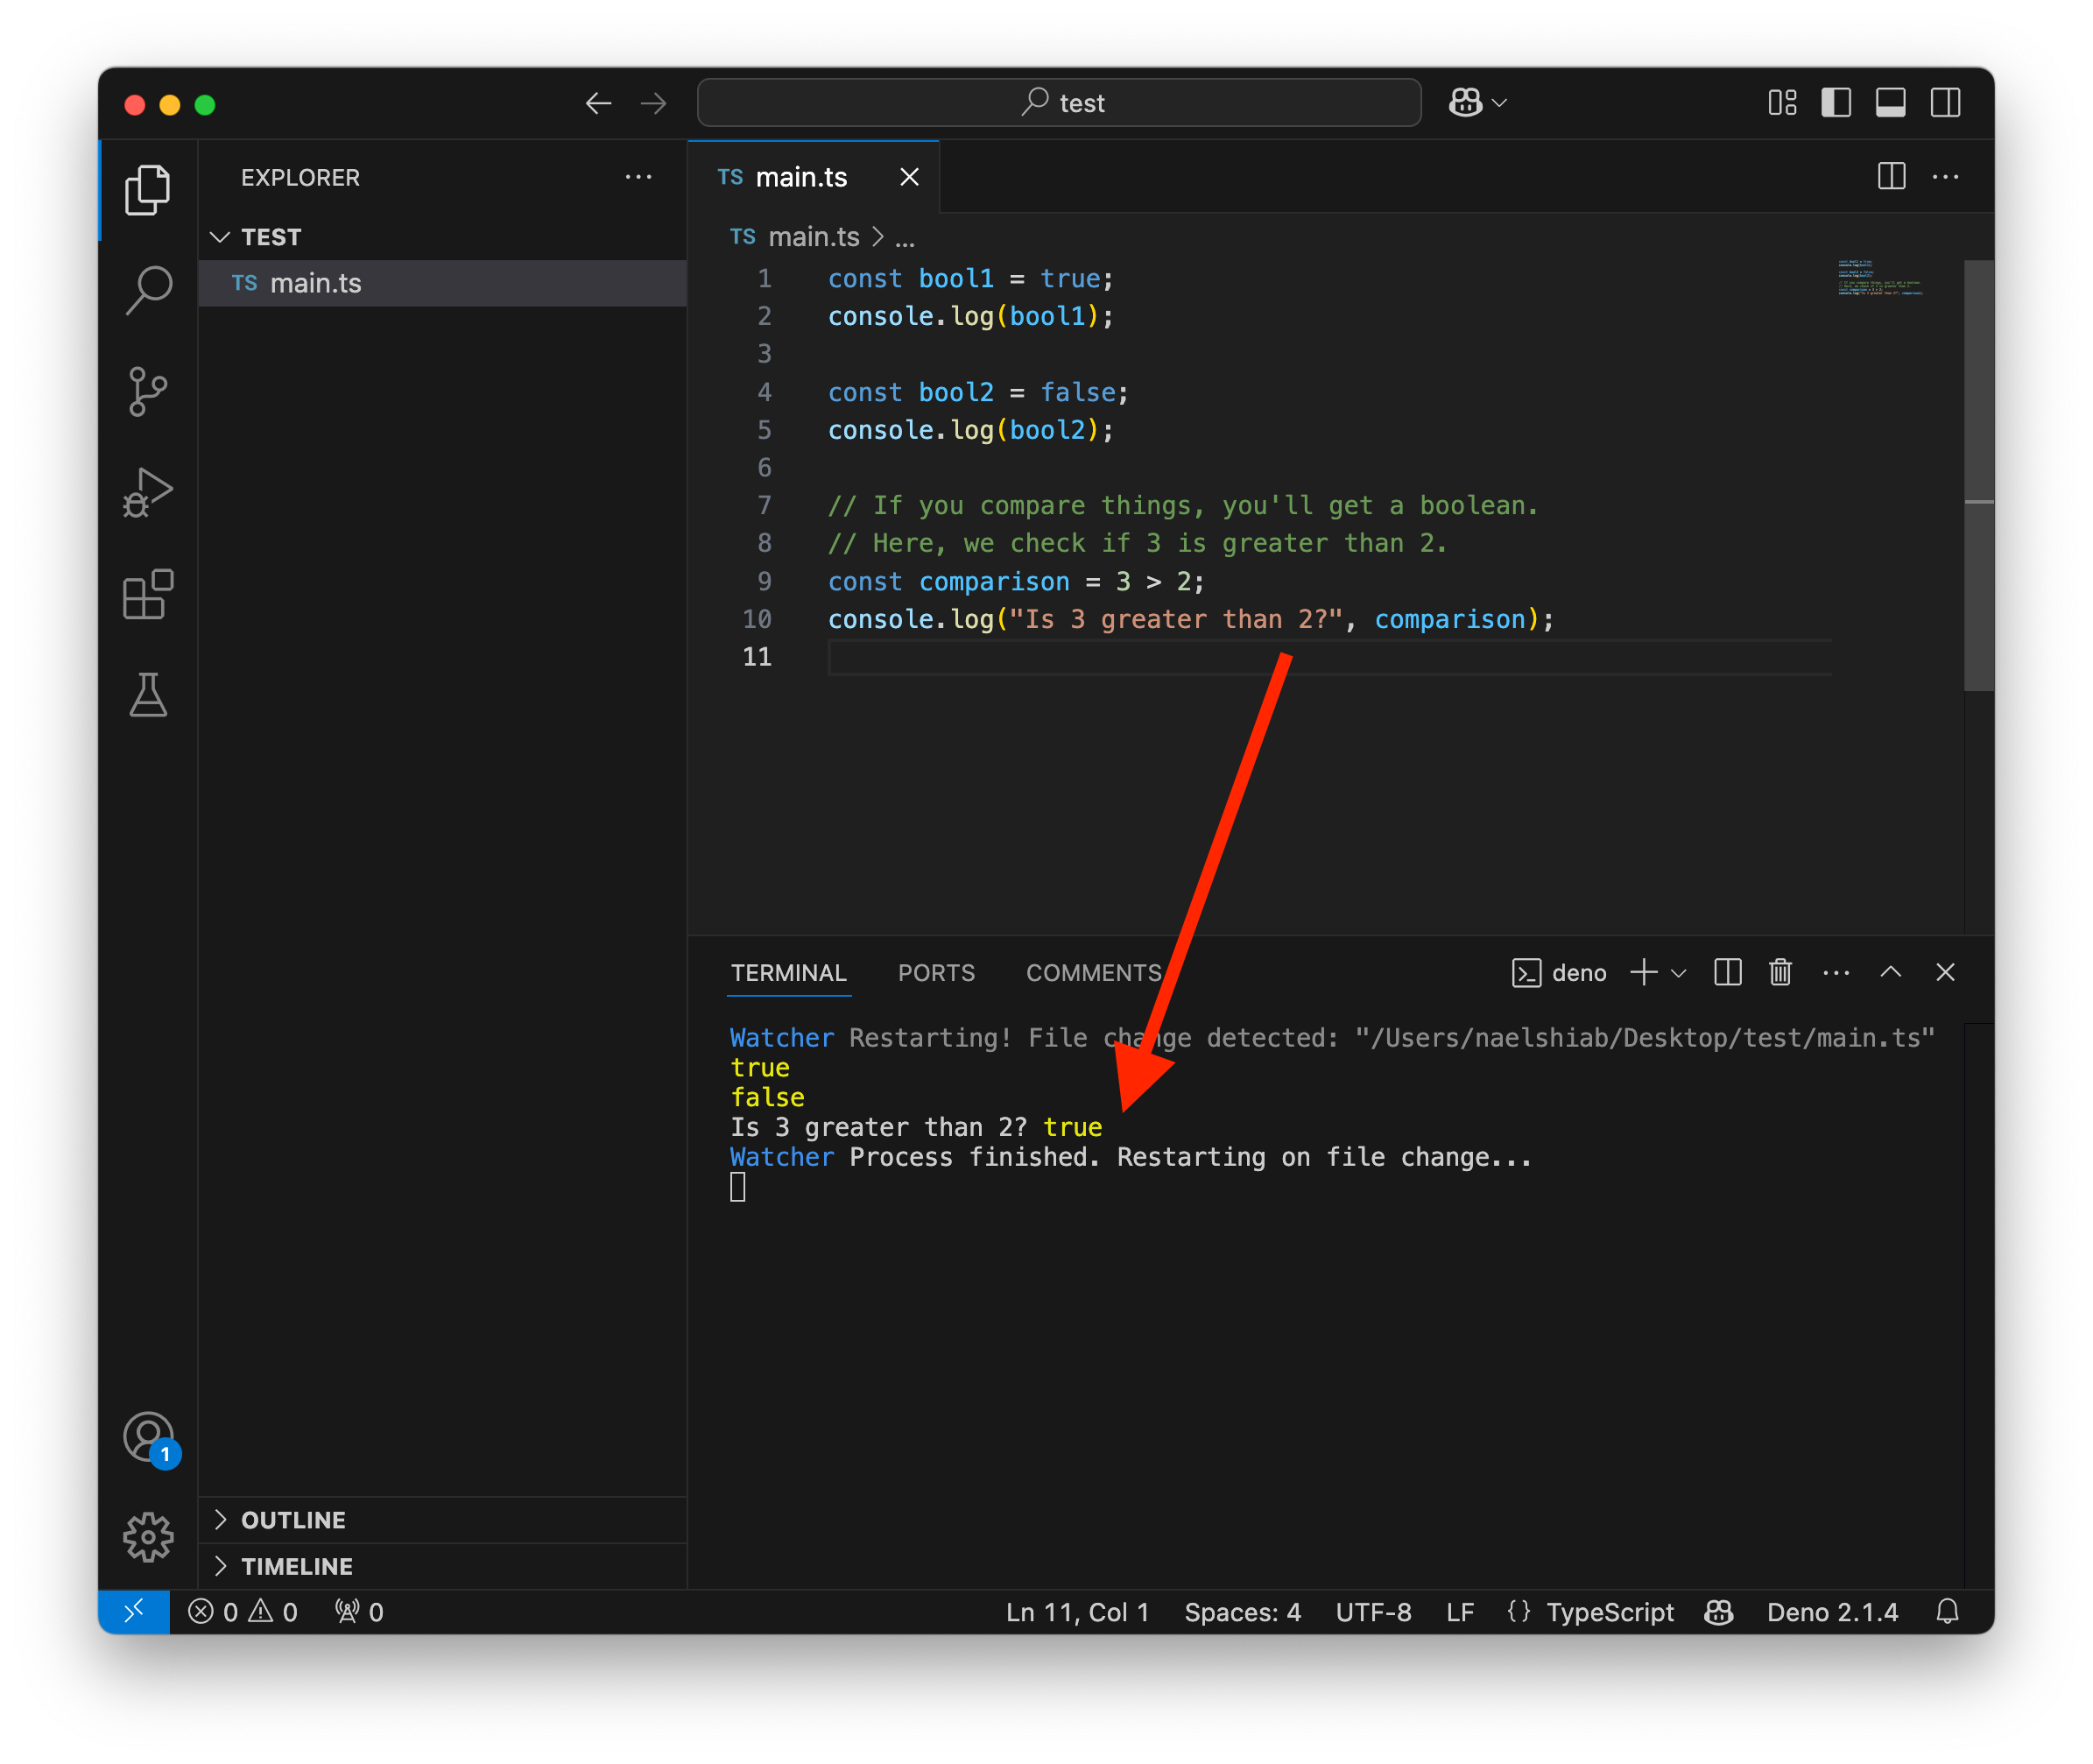 test
EXPLORER
TEST
TS main.ts
TS main.ts
TS main.ts > ...
1 const bool1 = true;
2 console.log(bool1);
3
4 const bool2 = false;
5 console.log(bool2);
6
7 // If you compare things, you'll get a boolean.
8 // Here, we check if 3 is greater than 2.
9 const comparison = 3 > 2;
10 console.log("Is 3 greater than 2?", comparison);
11
TERMINAL PORTS COMMENTS deno
Watcher Restarting! File change detected: "/Users/naelshiab/Desktop/test/main.ts"
true
false
Is 3 greater than 2? true
Watcher Process finished. Restarting on file change...
1
OUTLINE
TIMELINE
0 0 0 Ln 11, Col 1 Spaces: 4 UTF-8 LF {} TypeScript Deno 2.1.4